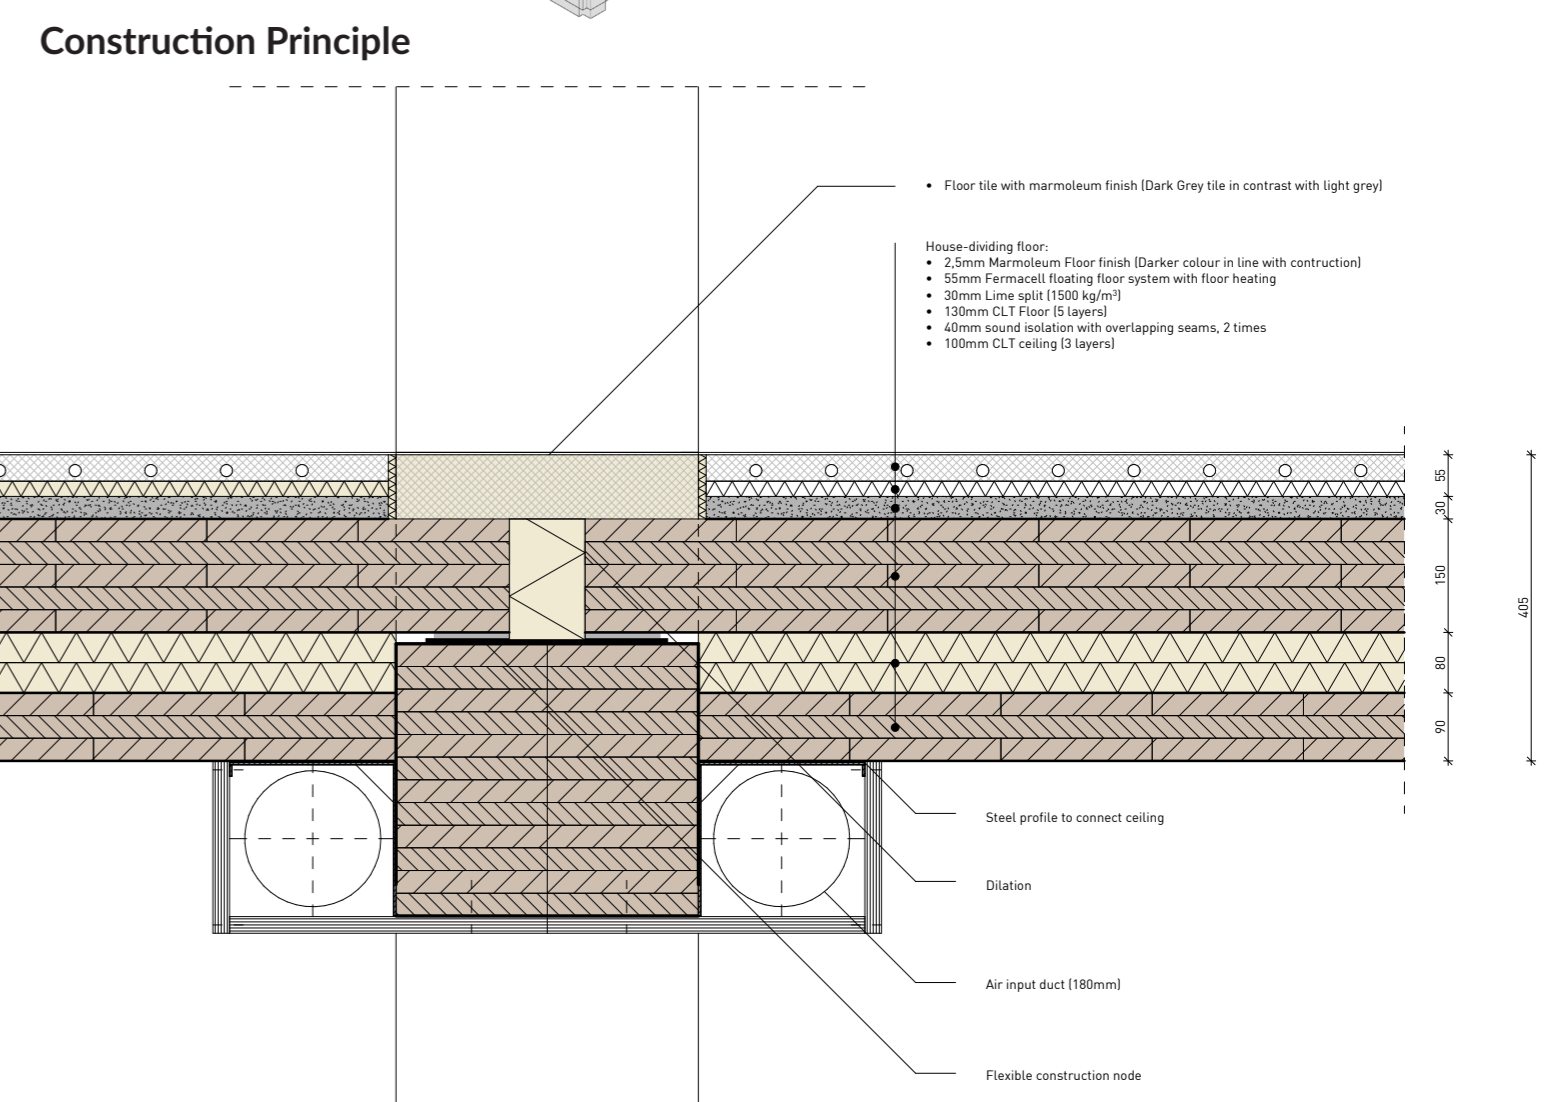 Construction Principle
• Floor tile with marmoleum finish (Dark Grey tile in contrast with light grey)
House-dividing floor:
• 2,5mm Marmoleum Floor finish (Darker colour in line with contruction)
• 55mm Fermacell floating floor system with floor heating
• 30mm Lime split (1500 kg/m³)
• 130mm CLT Floor (5 layers)
• 40mm sound isolation with overlapping seams, 2 times
• 100mm CLT ceiling (3 layers)
55
30
150
405
80
90
Steel profile to connect ceiling
Dilation
Air input duct (180mm)
Flexible construction node